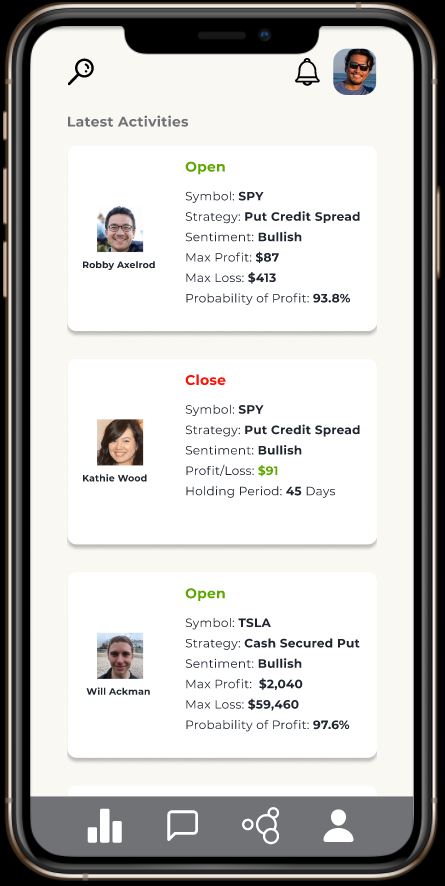 Latest Activities
Open
Symbol: SPY
Strategy: Put Credit Spread
Sentiment: Bullish
Max Profit: $87
Max Loss: $413
Probability of Profit: 93.8%
Robby Axelrod
Close
Symbol: SPY
Strategy: Put Credit Spread
Sentiment: Bullish
Profit/Loss: $91
Holding Period: 45 Days
Kathie Wood
Open
Symbol: TSLA
Strategy: Cash Secured Put
Sentiment: Bullish
Max Profit: $2,040
Max Loss: $59,460
Probability of Profit: 97.6%
Will Ackman